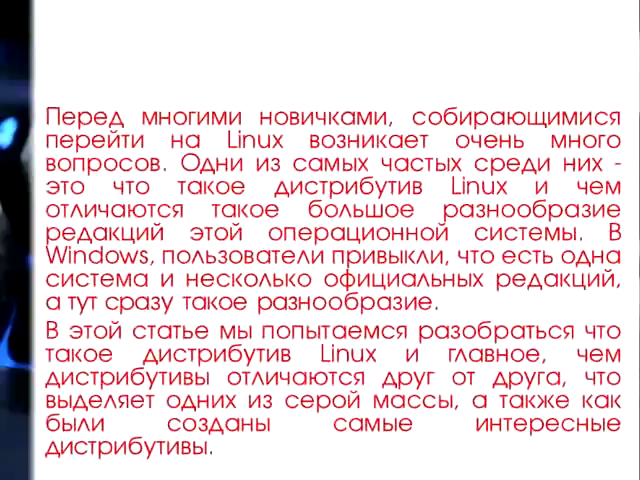 Перед многими новичками, собирающимися
перейти на Linux возникает очень много
вопросов. Одни из самых частых среди них -
это что такое дистрибутив Linux и чем
отличаются такое большое разнообразие
редакций этой операционной системы. В
Windows, пользователи привыкли, что есть одна
система и несколько официальных редакций,
а тут сразу такое разнообразие.
В этой статье мы попытаемся разобраться что
такое дистрибутив Linux и главное, чем
дистрибутивы отличаются друг от друга, что
выделяет одних из серой массы, а также как
были созданы самые интересные
дистрибутивы.